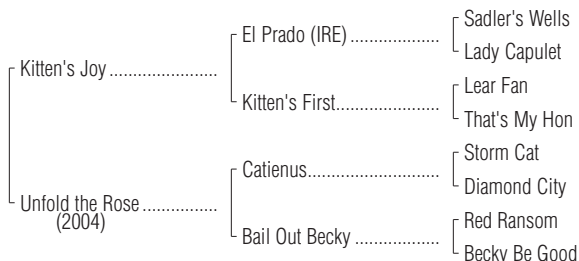 Sadler's Wells
El Prado (IRE) ....................
Lady Capulet
Kitten's Joy ........................
Lear Fan
Kitten's First.......................
That's My Hon
Storm Cat
Catienus.............................
Diamond City
Unfold the Rose .................
(2004)
Red Ransom
Bail Out Becky ...................
Becky Be Good